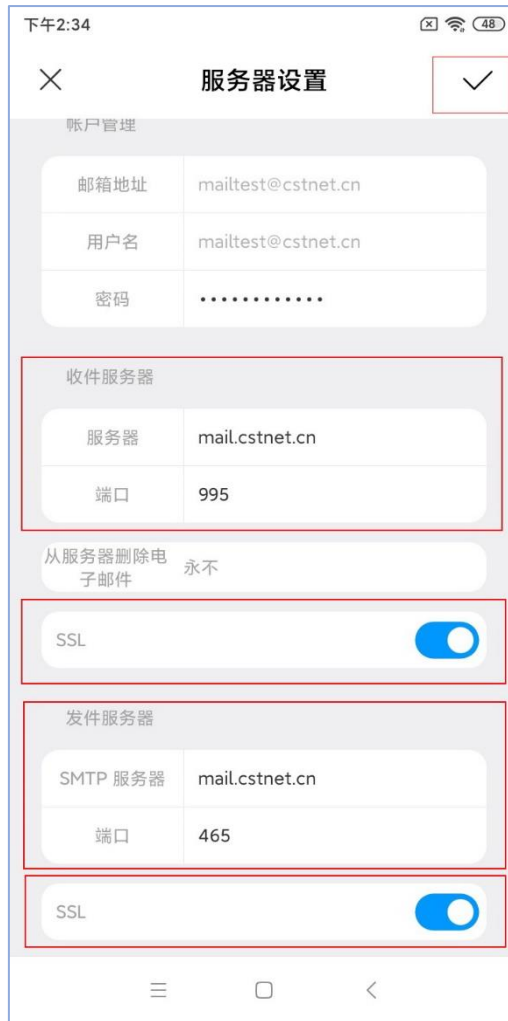 下午2:34
48
服务器设置
帐户管理
邮箱地址 mailtest@cstnet.cn
用户名 mailtest@cstnet.cn
密码 ••••••••••••
收件服务器
服务器 mail.cstnet.cn
端口 995
从服务器删除电
子邮件 永不
SSL
发件服务器
SMTP 服务器 mail.cstnet.cn
端口 465
SSL